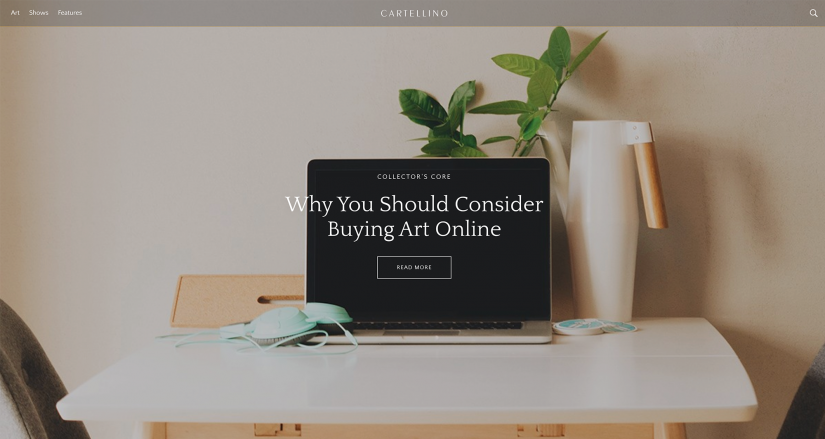 Art Shows Features
CARTELLINO
COLLECTOR'S CORE
Why You Should Consider
Buying Art Online
READ MORE